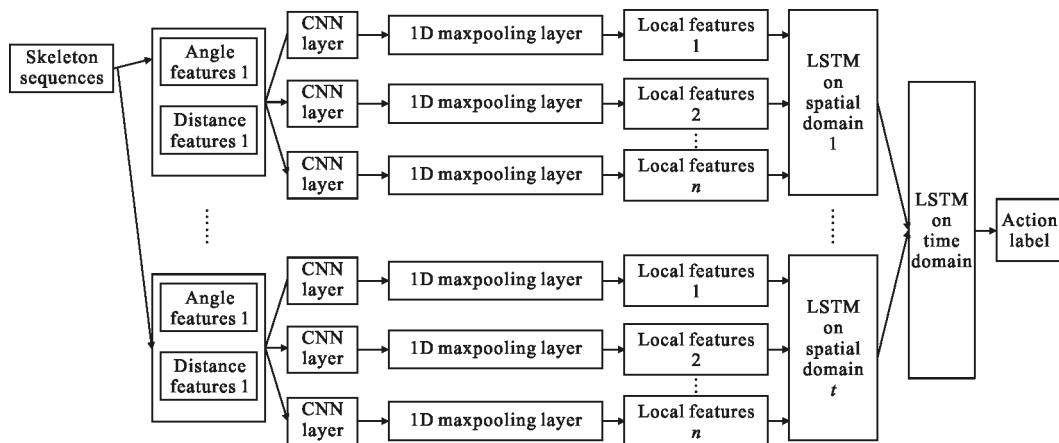 Skeleton
sequences
Angle
features 1
Distance
features 1
CNN
layer
1D maxpooling layer
Local features
1
CNN
layer
1D maxpooling layer
Local features
2
CNN
layer
1D maxpooling layer
Local features
n
LSTM
on
spatial
domain
1
Angle
features 1
Distance
features 1
CNN
layer
1D maxpooling layer
Local features
1
CNN
layer
1D maxpooling layer
Local features
2
CNN
layer
1D maxpooling layer
Local features
n
LSTM
on
spatial
domain
t
LSTM
on
time
domain
Action
label